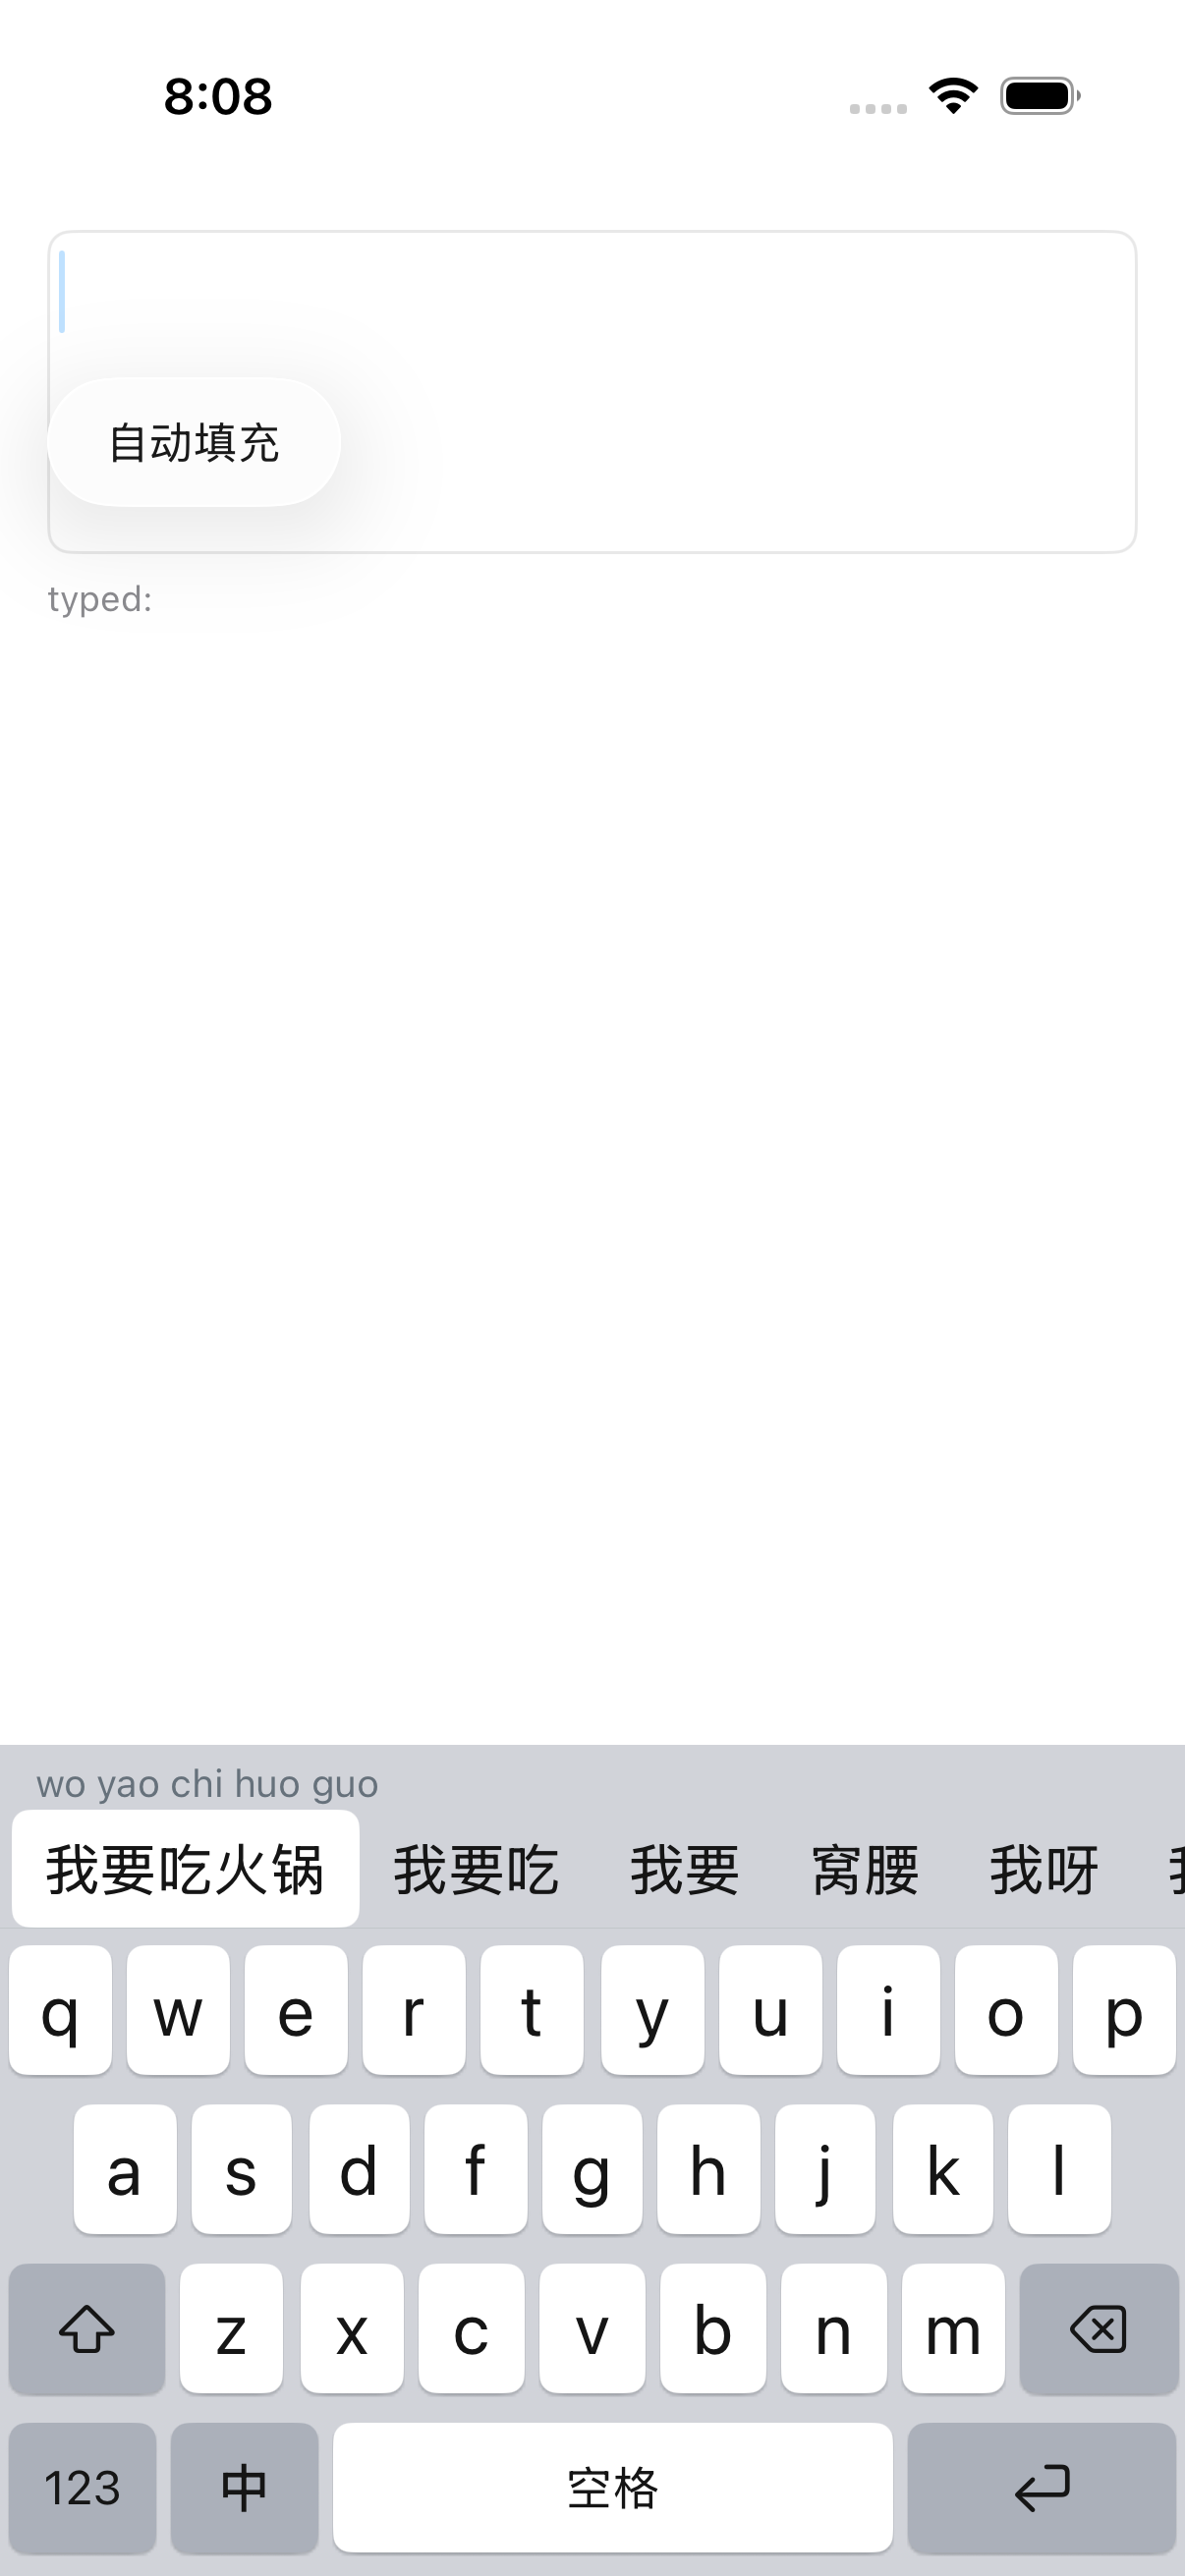 8:08
自动填充
typed:
wo yao chi huo guo
我要吃火锅 我要吃 我要 窝腰 我呀
q w e r t y u i o p
a s d f g h j k l
z x c v b n m
123 中 空格